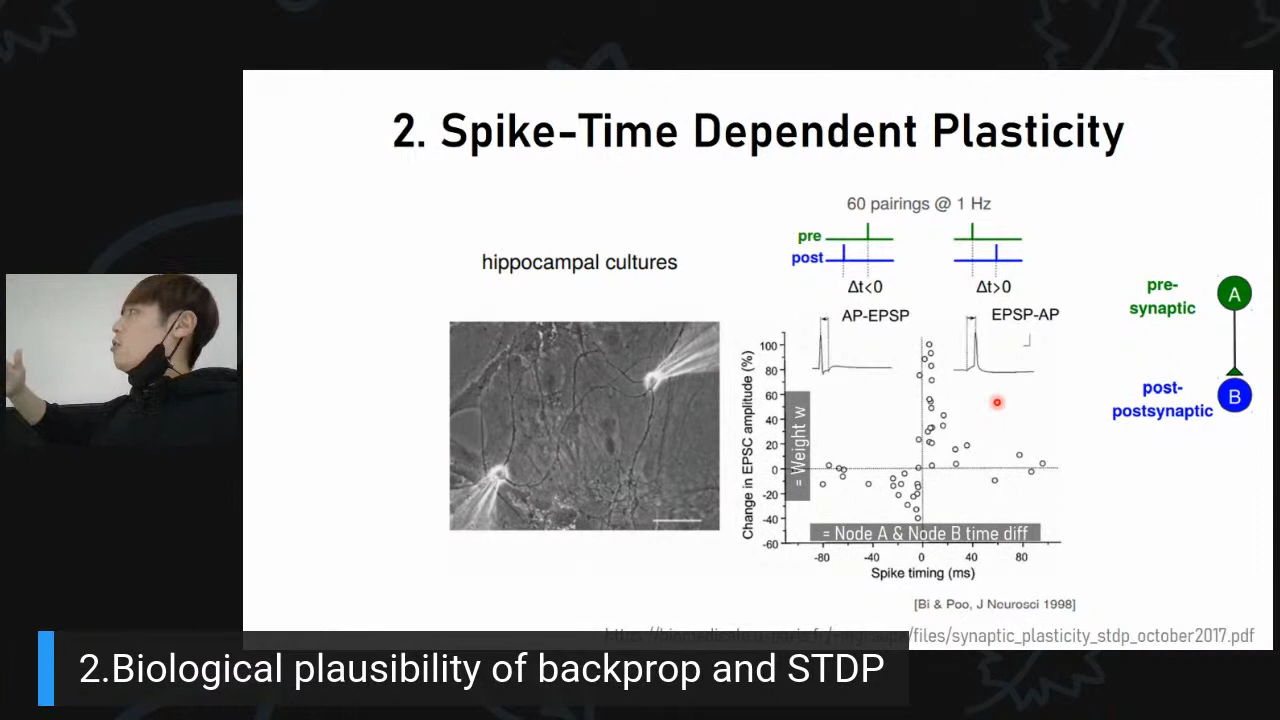 2. Spike-Time Dependent Plasticity
60 pairings @ 1 Hz
pre
post
Δt<0
Δt>0
hippocampal cultures
AP-EPSP
EPSP-AP
Change in EPSC amplitude (%)
100
80
60
40
20
0
-20
-40
-60
= Weight w
= Node A & Node B time diff
-80
-40
0
40
80
Spike timing (ms)
pre-
synaptic
A
post-
postsynaptic
B
[Bi & Poo, J Neurosci 1998]
/files/synaptic_plasticity_stdp_october2017.pdf
2.Biological plausibility of backprop and STDP